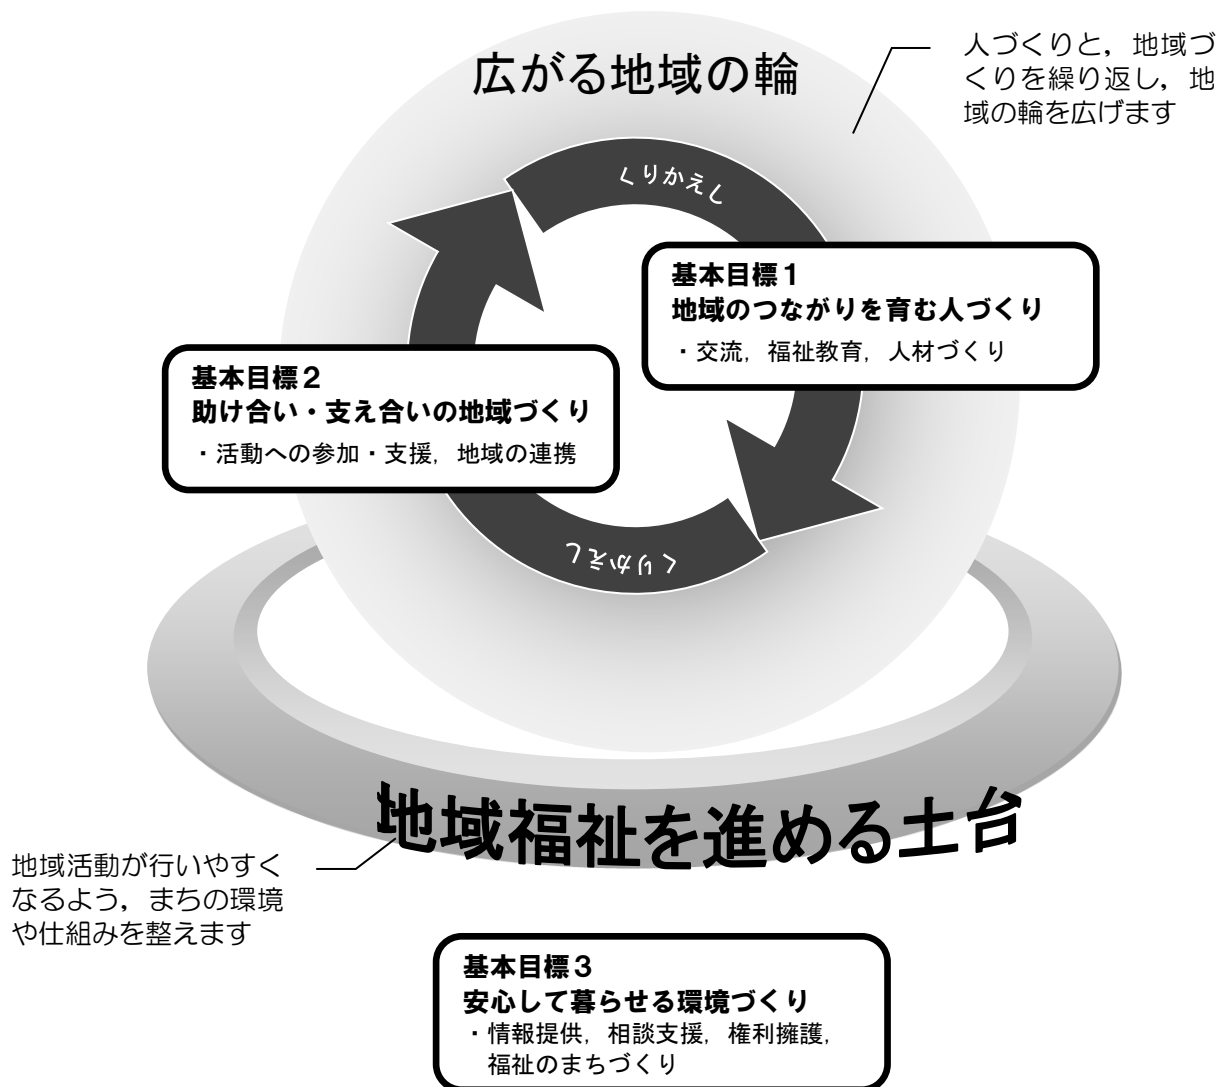 広がる地域の輪
人づくりと，地域づ
くりを繰り返し，地
域の輪を広げます
くりかえし
基本目標１
地域のつながりを育む人づくり
・交流，福祉教育，人材づくり
基本目標２
助け合い・支え合いの地域づくり
・活動への参加・支援，地域の連携
くりかえし
地域福祉を進める土台
地域活動が行いやすく
なるよう，まちの環境
や仕組みを整えます
基本目標３
安心して暮らせる環境づくり
・情報提供，相談支援，権利擁護，
福祉のまちづくり